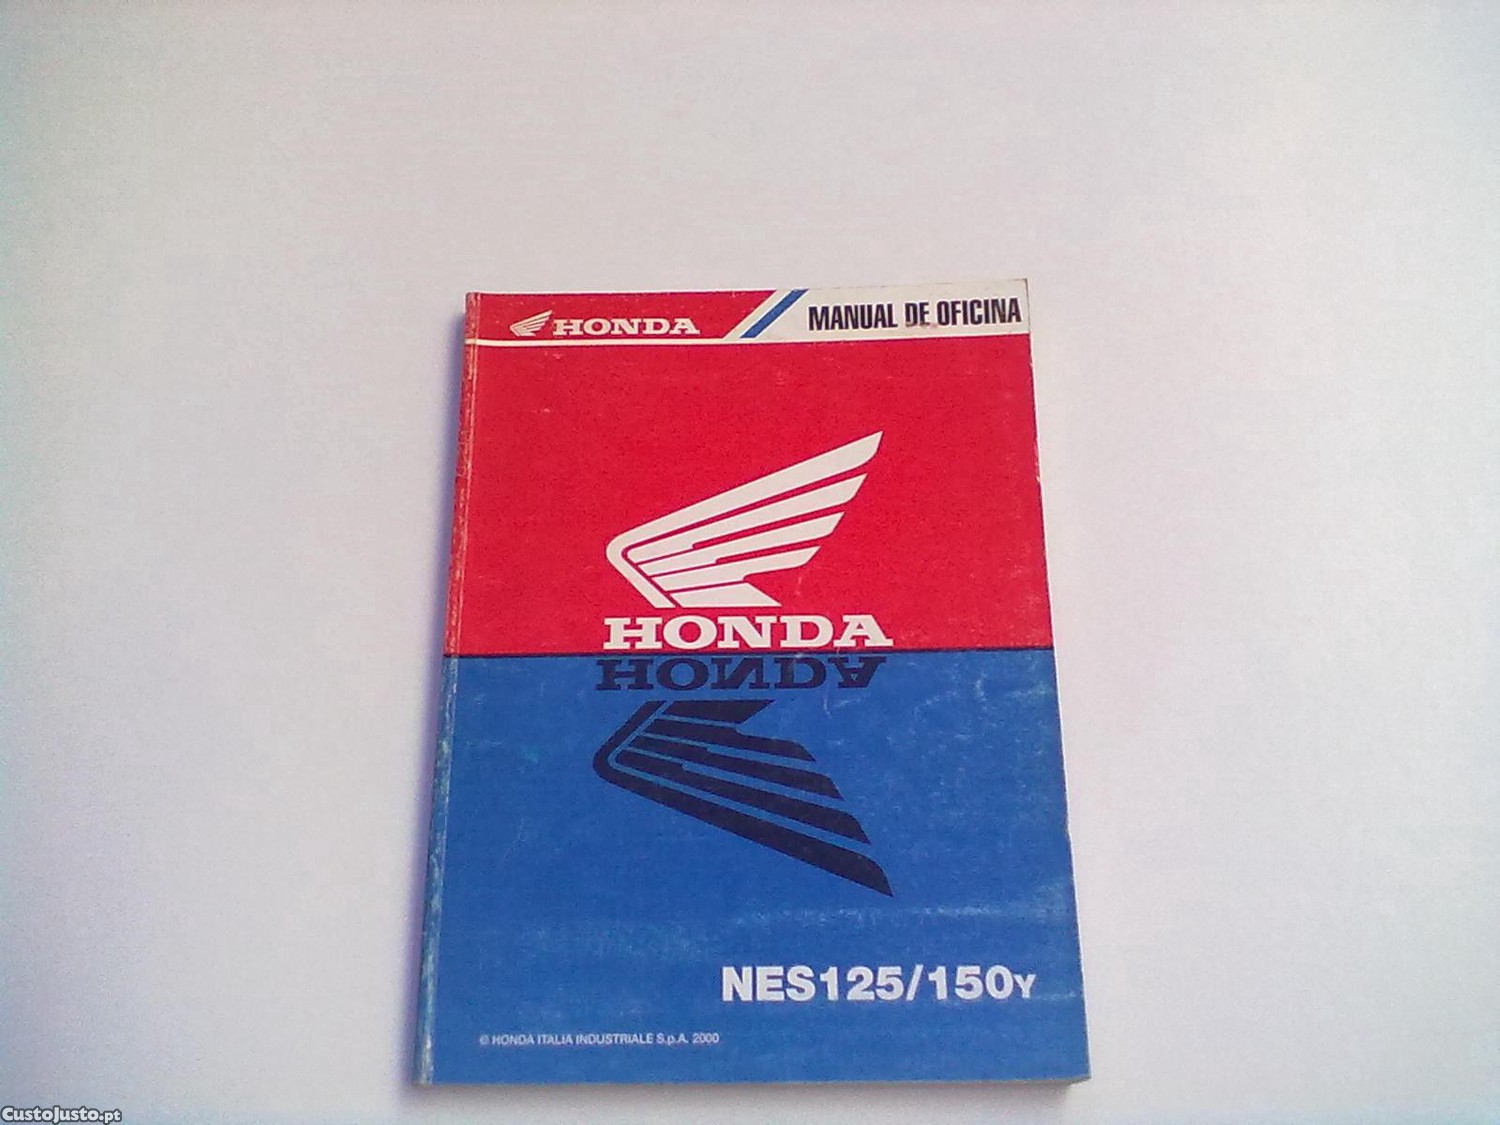 HONDA
MANUAL DE OFICINA
HONDA
HONDA
NES125/150Y
© HONDA ITALIA INDUSTRIALE S.p.A. 2000
CustoJusto.pt